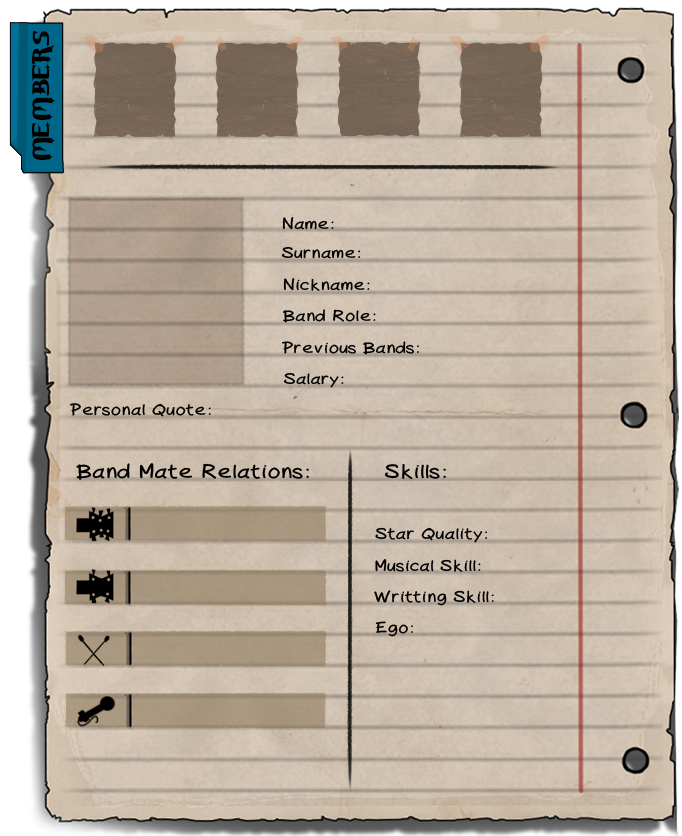 MEMBERS
Name:
Surname:
Nickname:
Band Role:
Previous Bands:
Salary:
Personal Quote:
Band Mate Relations:
Skills:
Star Quality:
Musical Skill:
Writting Skill:
Ego: